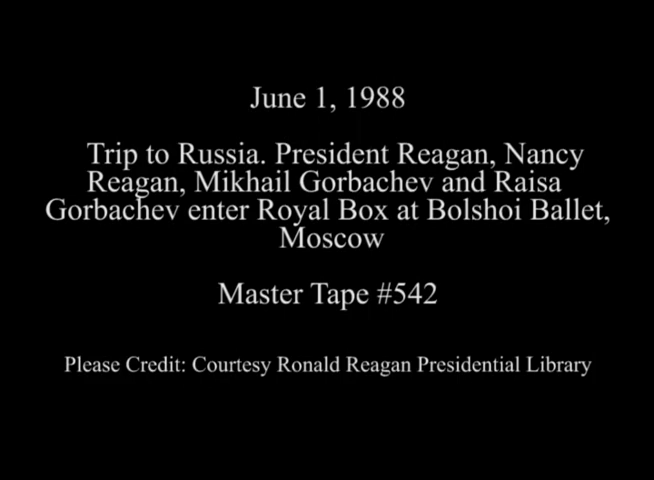 June 1, 1988
Trip to Russia. President Reagan, Nancy
Reagan, Mikhail Gorbachev and Raisa
Gorbachev enter Royal Box at Bolshoi Ballet,
Moscow
Master Tape #542
Please Credit: Courtesy Ronald Reagan Presidential Library